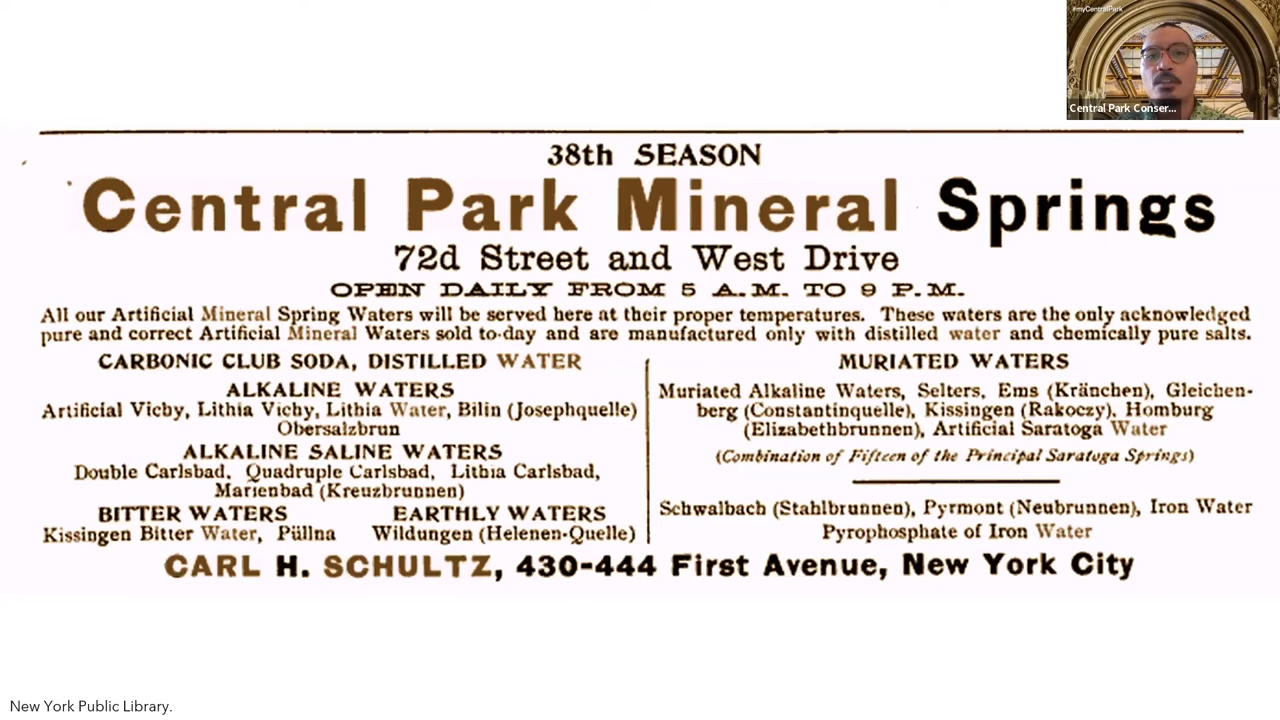 #myCentralPark
Central Park Conser...
38th SEASON
Central Park Mineral Springs
72d Street and West Drive
OPEN DAILY FROM 5 A.M. TO 9 P.M.
All our Artificial Mineral Spring Waters will be served here at their proper temperatures. These waters are the only acknowledged
pure and correct Artificial Mineral Waters sold to-day and are manufactured only with distilled water and chemically pure salts.
CARBONIC CLUB SODA, DISTILLED WATER
ALKALINE WATERS
Artificial Vichy, Lithia Vichy, Lithia Water, Bilin (Josephquelle)
Obersalzbrun
ALKALINE SALINE WATERS
Double Carlsbad, Quadruple Carlsbad, Lithia Carlsbad,
Marienbad (Kreuzbrunnen)
BITTER WATERS
Kissingen Bitter Water, Püllna
EARTHLY WATERS
Wildungen (Helenen-Quelle)
MURIATED WATERS
Muriated Alkaline Waters, Selters, Ems (Kränchen), Gleichen-
berg (Constantinquelle), Kissingen (Rakoczy), Homburg
(Elizabethbrunnen), Artificial Saratoga Water
(Combination of Fifteen of the Principal Saratoga Springs)
Schwalbach (Stahlbrunnen), Pyrmont (Neubrunnen), Iron Water
Pyrophosphate of Iron Water
CARL H. SCHULTZ, 430-444 First Avenue, New York City
New York Public Library.